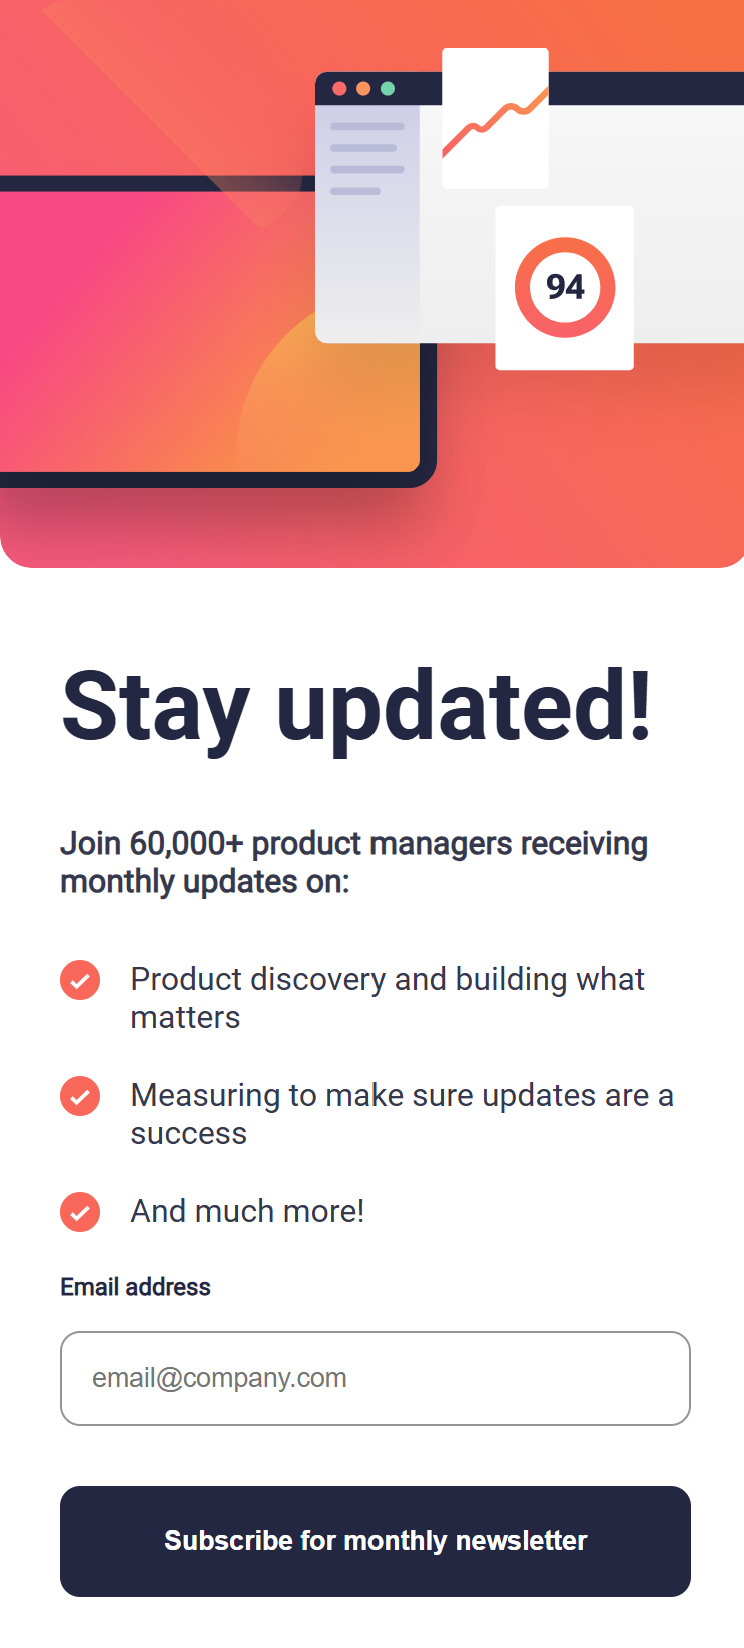 94
Stay updated!
Join 60,000+ product managers receiving
monthly updates on:
Product discovery and building what
matters
Measuring to make sure updates are a
success
And much more!
Email address
email@company.com
Subscribe for monthly newsletter